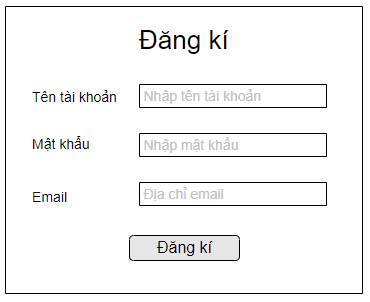 Đăng kí
Tên tài khoản Nhập tên tài khoản
Mật khẩu Nhập mật khẩu
Email Địa chỉ email
Đăng kí